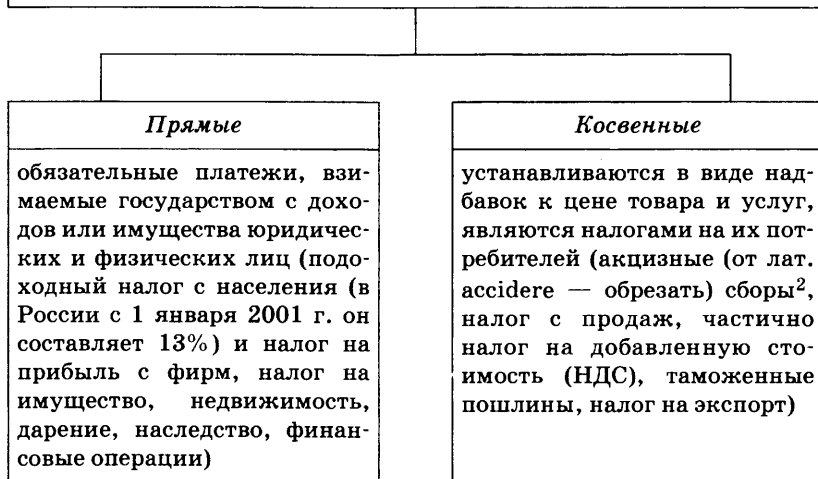 Прямые
обязательные платежи, взи-
маемые государством с дохо-
дов или имущества юридичес-
ких и физических лиц (подо-
ходный налог с населения (в
России с 1 января 2001 г. он
составляет 13%) и налог на
прибыль с фирм, налог на
имущество, недвижимость,
дарение, наследство, финан-
совые операции)
Косвенные
устанавливаются в виде над-
бавок к цене товара и услуг,
являются налогами на их пот-
ребителей (акцизные (от лат.
accidere — обрезать) сборы²,
налог с продаж, частично
налог на добавленную сто-
имость (НДС), таможенные
пошлины, налог на экспорт)